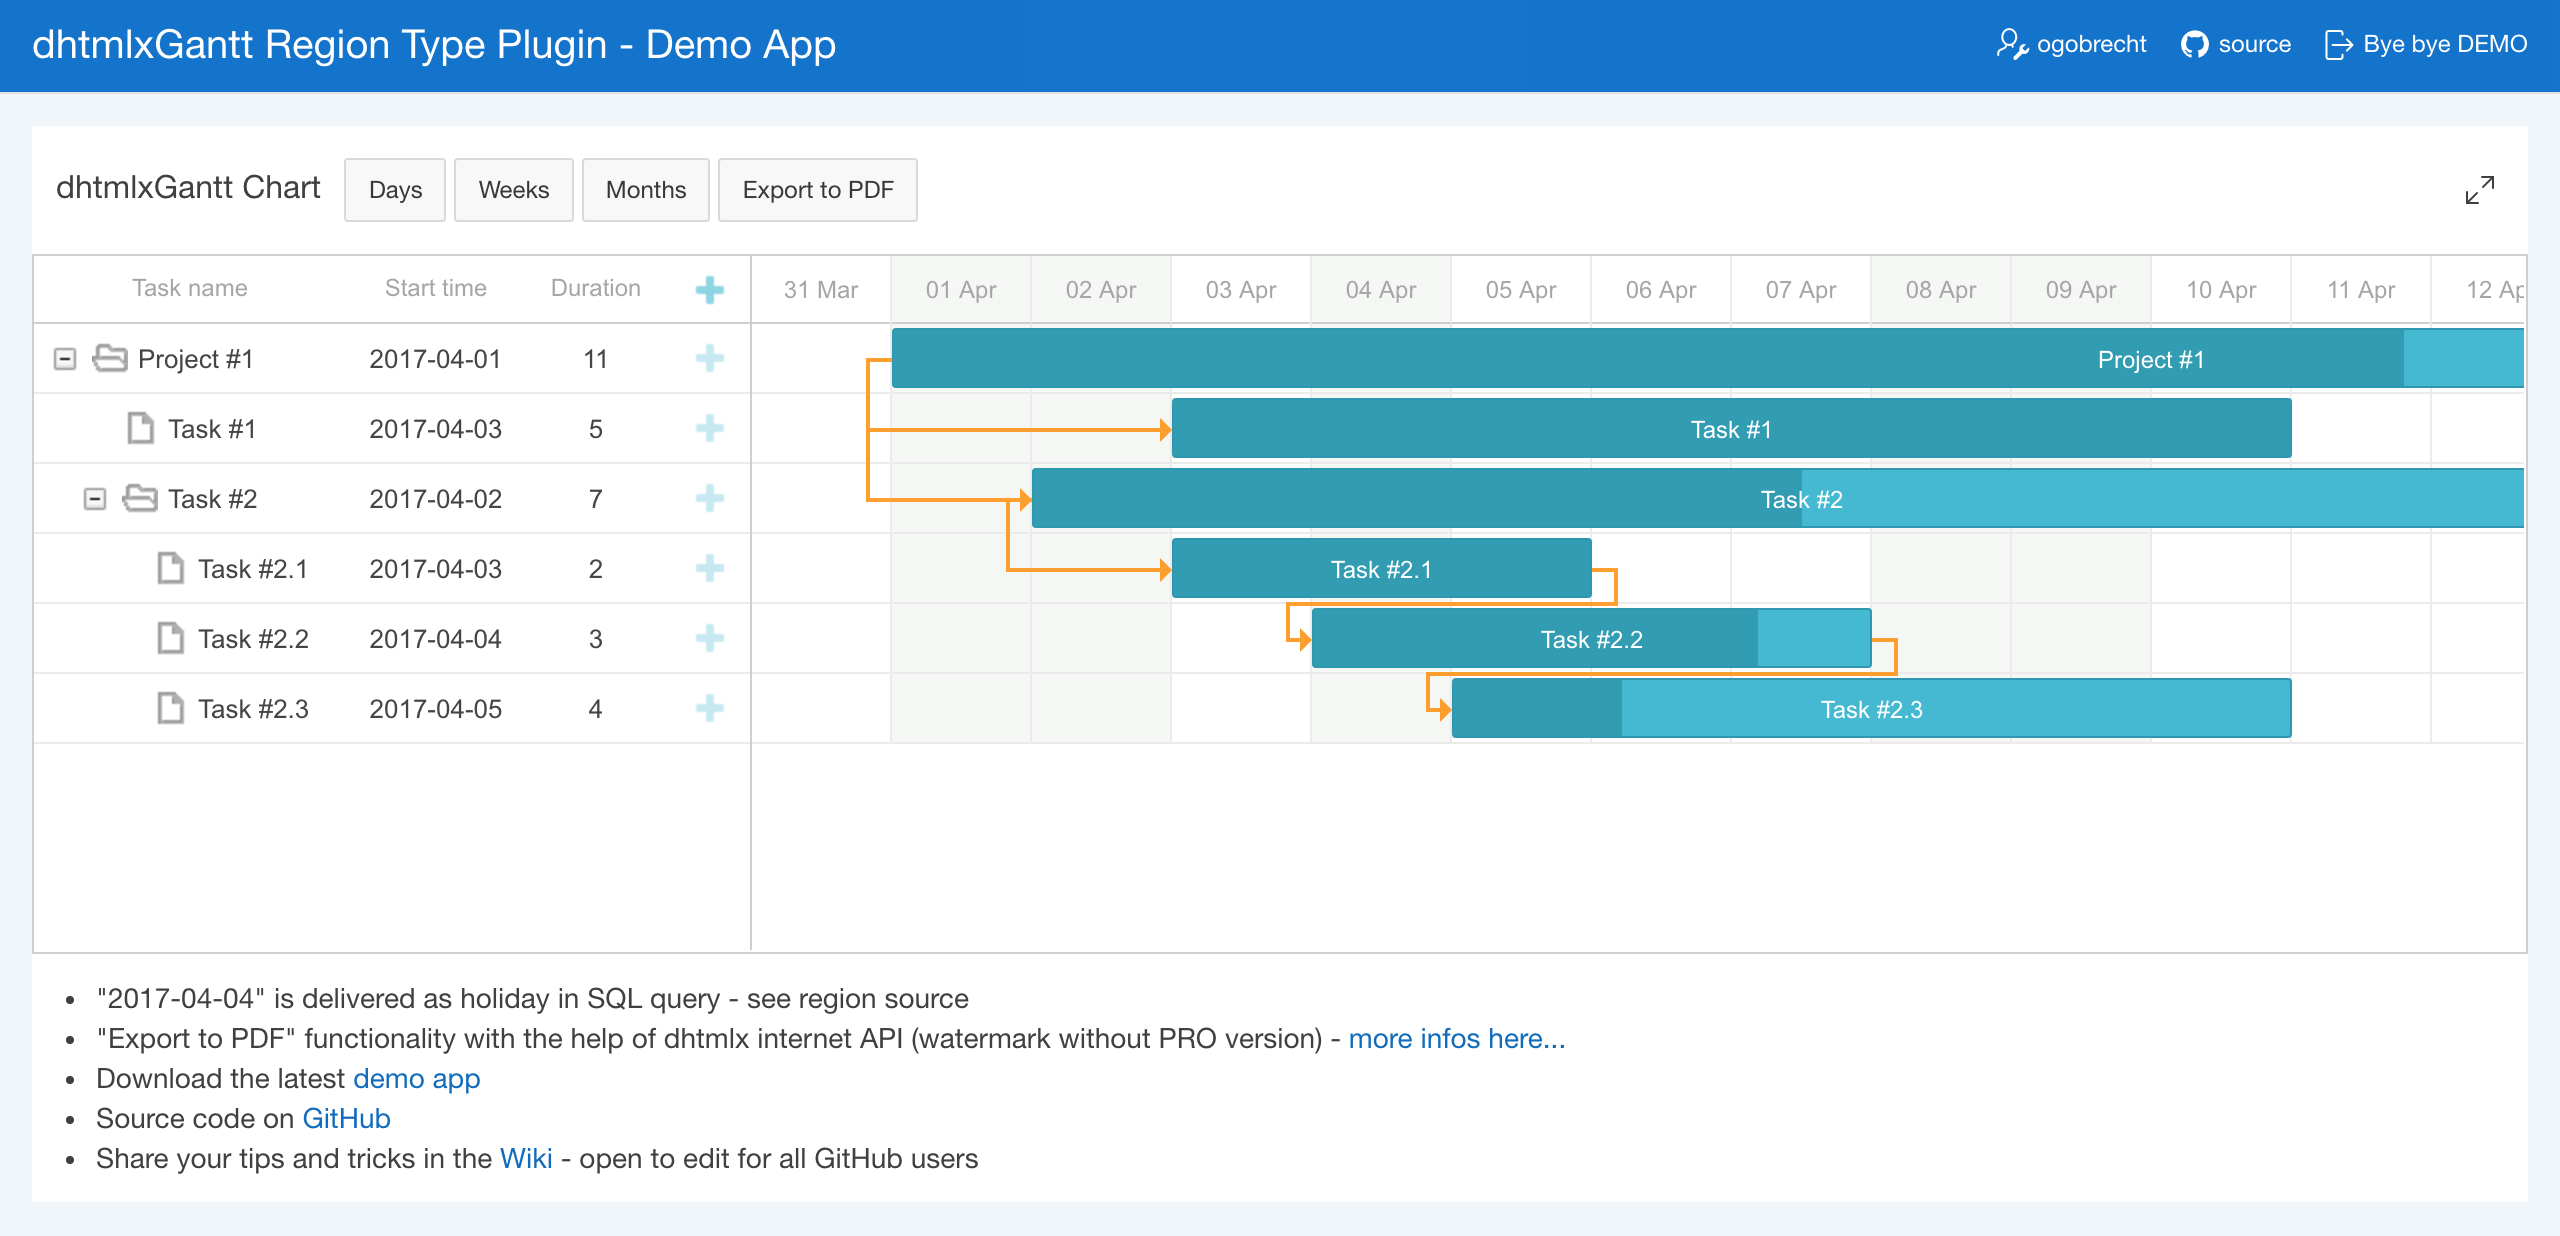 dhtmlxGantt Region Type Plugin - Demo App
ogobrecht source Bye bye DEMO
dhtmlxGantt Chart Days Weeks Months Export to PDF
Task name Start time Duration 31 Mar 01 Apr 02 Apr 03 Apr 04 Apr 05 Apr 06 Apr 07 Apr 08 Apr 09 Apr 10 Apr 11 Apr 12 Ap
Project #1 2017-04-01 11 Project #1
Task #1 2017-04-03 5 Task #1
Task #2 2017-04-02 7 Task #2
Task #2.1 2017-04-03 2 Task #2.1
Task #2.2 2017-04-04 3 Task #2.2
Task #2.3 2017-04-05 4 Task #2.3
"2017-04-04" is delivered as holiday in SQL query - see region source
"Export to PDF" functionality with the help of dhtmlx internet API (watermark without PRO version) - more infos here...
Download the latest demo app
Source code on GitHub
Share your tips and tricks in the Wiki - open to edit for all GitHub users